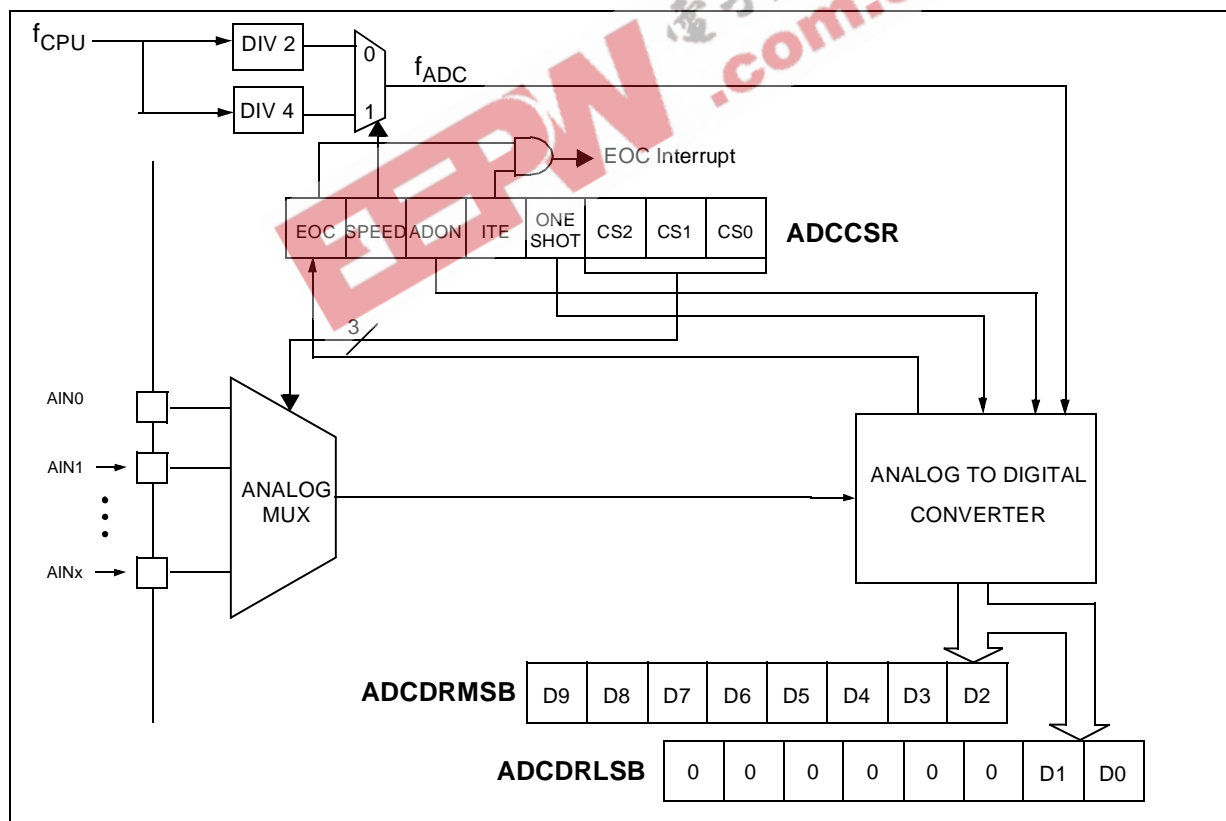 fCPU
DIV 2
0
fADC
DIV 4
1
EEPW
.com.
EOC Interrupt
EOC SPEED ADON ITE ONE SHOT CS2 CS1 CS0 ADCCSR
3
AIN0
AIN1
ANALOG MUX
AINx
ANALOG TO DIGITAL
CONVERTER
ADCDRMSB D9 D8 D7 D6 D5 D4 D3 D2
ADCDRLSB 0 0 0 0 0 0 D1 D0